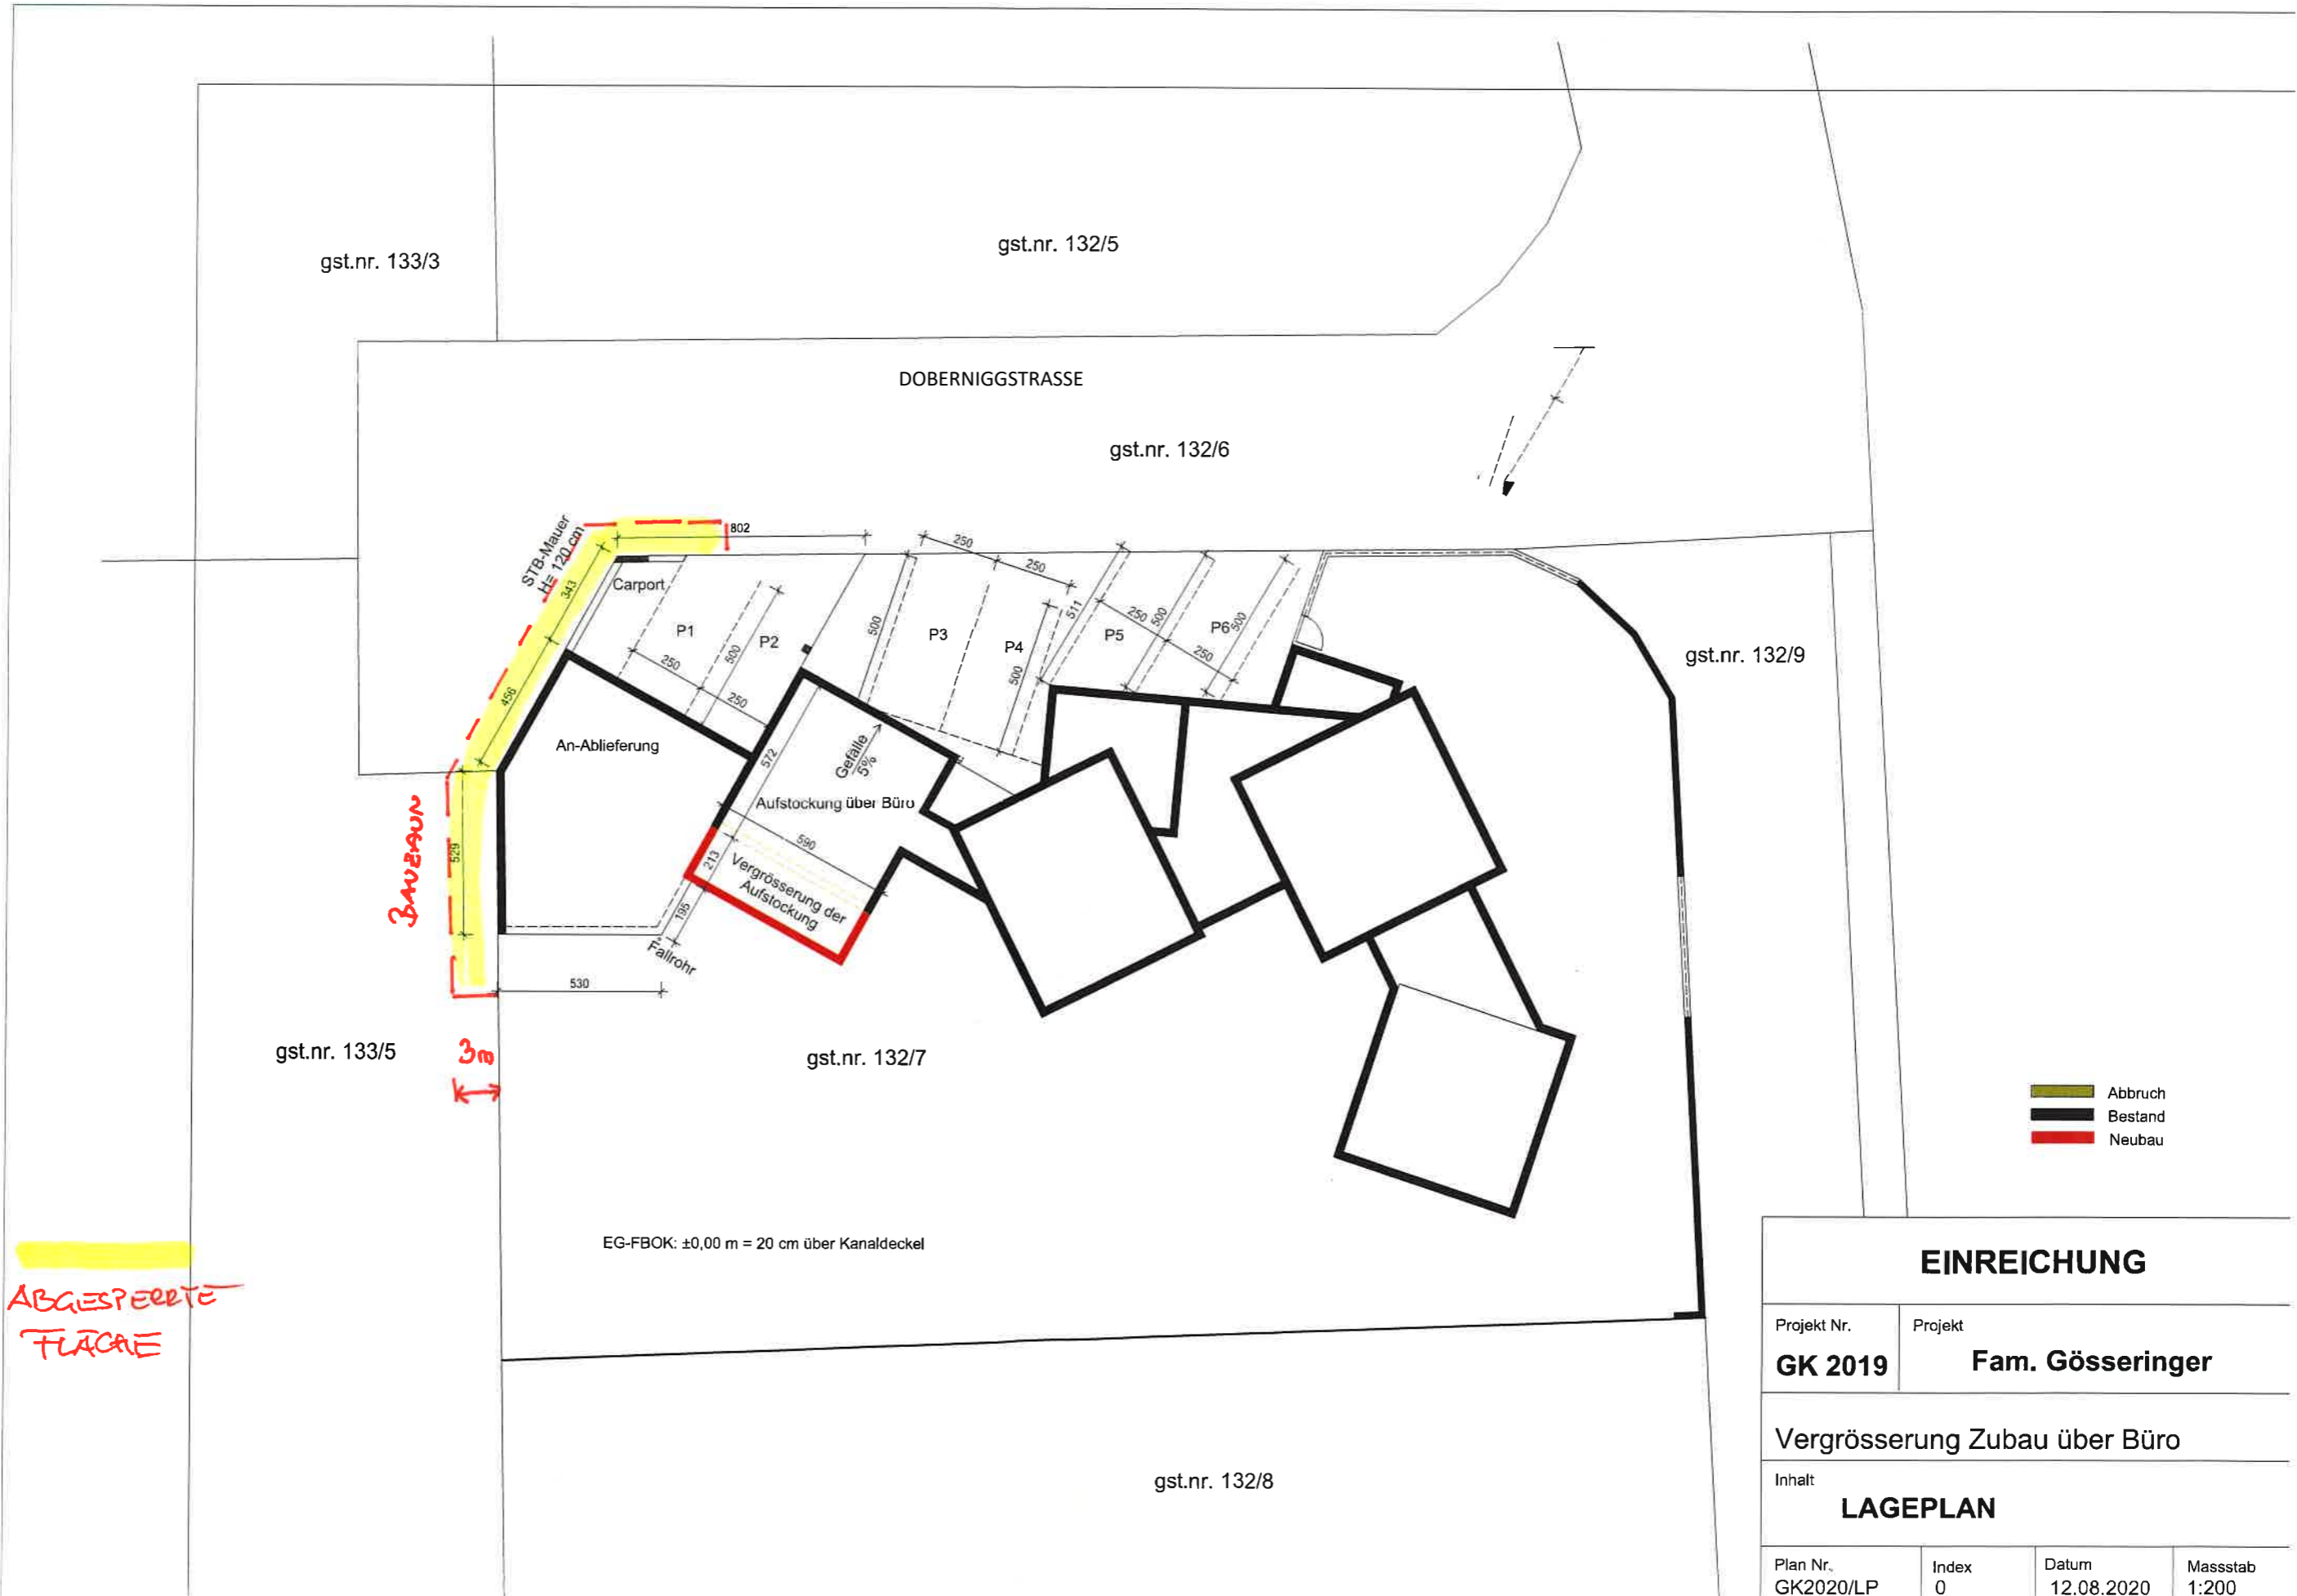 gst.nr. 133/3
gst.nr. 132/5
DOBERNIGGSTRASSE
gst.nr. 132/6
STB-Mauer
H= 120 cm
802
343
456
529
Carport
P1
P2
250
500
250
500
P3
P4
250
250
500
511
P5
250
500
P6
500
250
gst.nr. 132/9
An-Ablieferung
572
Gefälle
5%
Aufstockung über Büro
590
213
Vergrösserung der
Aufstockung
195
Fallrohr
530
BAUZAUN
gst.nr. 133/5
3m
gst.nr. 132/7
Abbruch
Bestand
Neubau
EG-FBOK: ±0,00 m = 20 cm über Kanaldeckel
ABGESPERRTE
FLÄCHE
gst.nr. 132/8
EINREICHUNG
Projekt Nr.
GK 2019
Projekt
Fam. Gösseringer
Vergrösserung Zubau über Büro
Inhalt
LAGEPLAN
Plan Nr.
GK2020/LP
Index
0
Datum
12.08.2020
Massstab
1:200